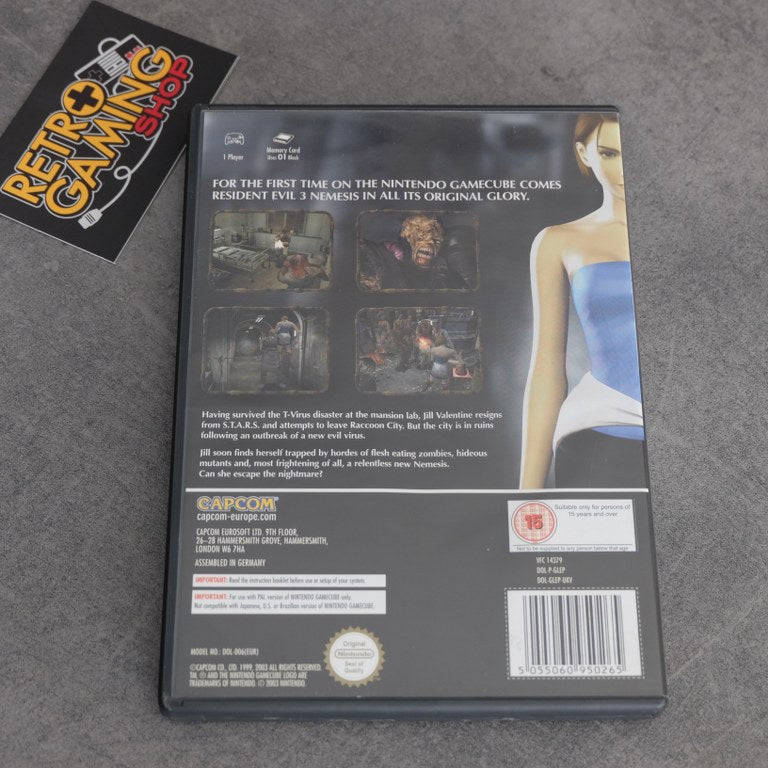 RETRO
GAMING
SHOP
1 Player
Memory Card
Uses 01 Block
FOR THE FIRST TIME ON THE NINTENDO GAMECUBE COMES
RESIDENT EVIL 3 NEMESIS IN ALL ITS ORIGINAL GLORY.
Having survived the T-Virus disaster at the mansion lab, Jill Valentine resigns
from S.T.A.R.S. and attempts to leave Raccoon City. But the city is in ruins
following an outbreak of a new evil virus.
Jill soon finds herself trapped by hordes of flesh eating zombies, hideous
mutants and, most frightening of all, a relentless new Nemesis.
Can she escape the nightmare?
CAPCOM
capcom-europe.com
CAPCOM EUROSOFT LTD, 9TH FLOOR,
26-28 HAMMERSMITH GROVE, HAMMERSMITH,
LONDON W6 7HA
ASSEMBLED IN GERMANY
IMPORTANT: Read the instruction booklet before use or setup of your system.
IMPORTANT: For use with PAL version of NINTENDO GAMECUBE only.
Not compatible with Japanese, U.S. or Brazilian version of NINTENDO GAMECUBE.
15
Suitable only for persons of
15 years and over
Not to be supplied to any person below that age
VFC 14379
DOL-P-GLEP
DOL-GLEP-UKV
5 055060 950265
MODEL NO.: DOL-006(EUR)
Original
Nintendo
Seal of
Quality
©CAPCOM CO., LTD. 1999, 2003 ALL RIGHTS RESERVED.
TM, ® AND THE NINTENDO GAMECUBE LOGO ARE
TRADEMARKS OF NINTENDO. © 2003 NINTENDO.